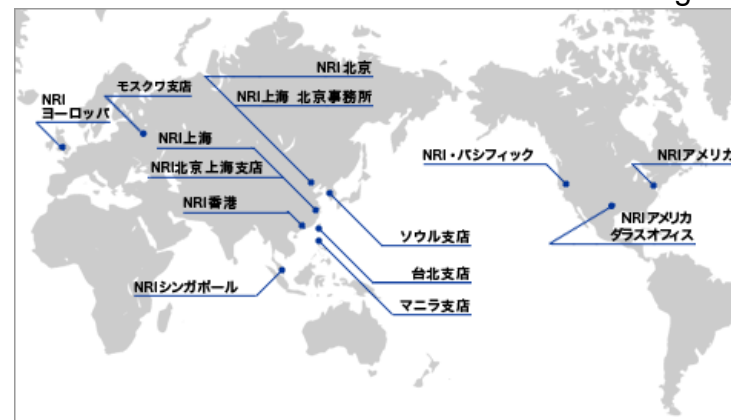 NRI北京
モスクワ支店
NRI
ヨーロッパ
NRI上海 北京事務所
NRI上海
NRI・パシフィック
NRIアメリカ
NRI北京上海支店
NRI香港
NRIアメリカ
ダラスオフィス
ソウル支店
台北支店
NRIシンガポール
マニラ支店